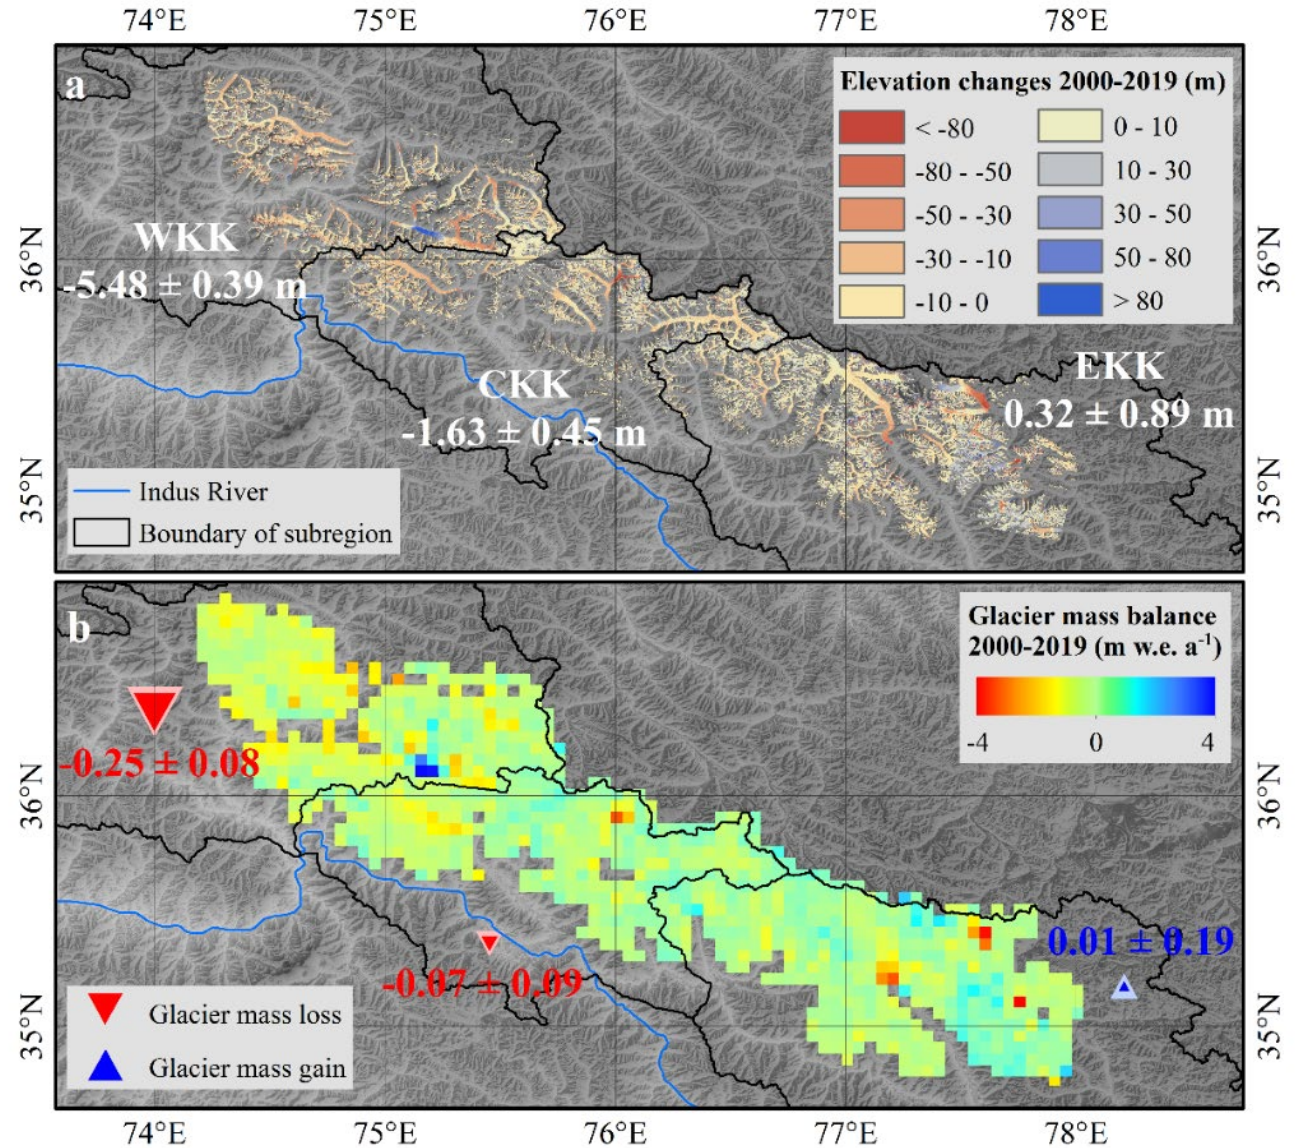 74°E 75°E 76°E 77°E 78°E
a
Elevation changes 2000-2019 (m)
< -80
0 - 10
-80 - -50
10 - 30
-50 - -30
30 - 50
-30 - -10
50 - 80
-10 - 0
> 80
WKK
-5.48 ± 0.39 m
CKK
-1.63 ± 0.45 m
EKK
0.32 ± 0.89 m
36°N
36°N
35°N
35°N
Indus River
Boundary of subregion
b
Glacier mass balance
2000-2019 (m w.e. a⁻¹)
-4 0 4
-0.25 ± 0.08
-0.07 ± 0.09
0.01 ± 0.19
36°N
36°N
35°N
35°N
Glacier mass loss
Glacier mass gain
74°E 75°E 76°E 77°E 78°E